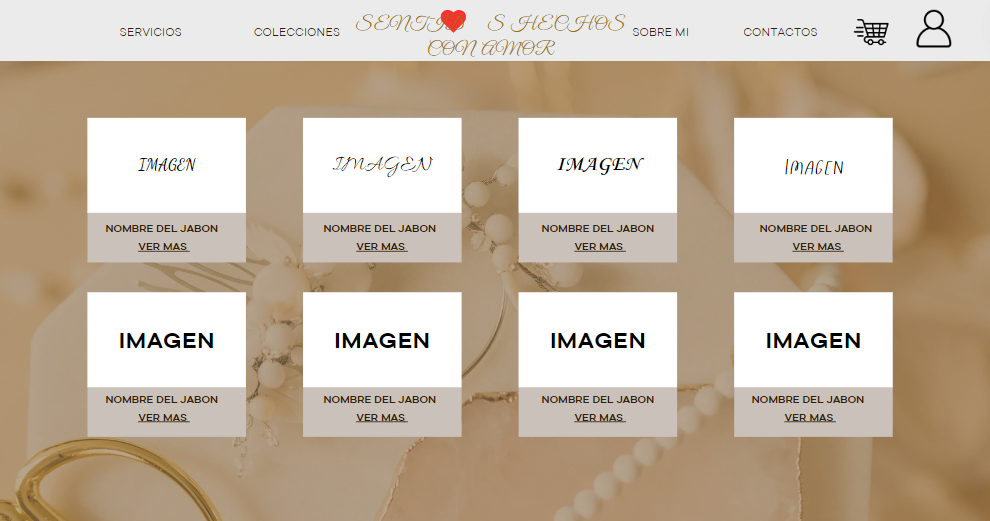 SERVICIOS
COLECCIONES
SENTID S HECHOS
CON AMOR
SOBRE MI
CONTACTOS
IMAGEN
IMAGEN
IMAGEN
IMAGEN
NOMBRE DEL JABON
VER MAS
NOMBRE DEL JABON
VER MAS
NOMBRE DEL JABON
VER MAS
NOMBRE DEL JABON
VER MAS
IMAGEN
IMAGEN
IMAGEN
IMAGEN
NOMBRE DEL JABON
VER MAS
NOMBRE DEL JABON
VER MAS
NOMBRE DEL JABON
VER MAS
NOMBRE DEL JABON
VER MAS